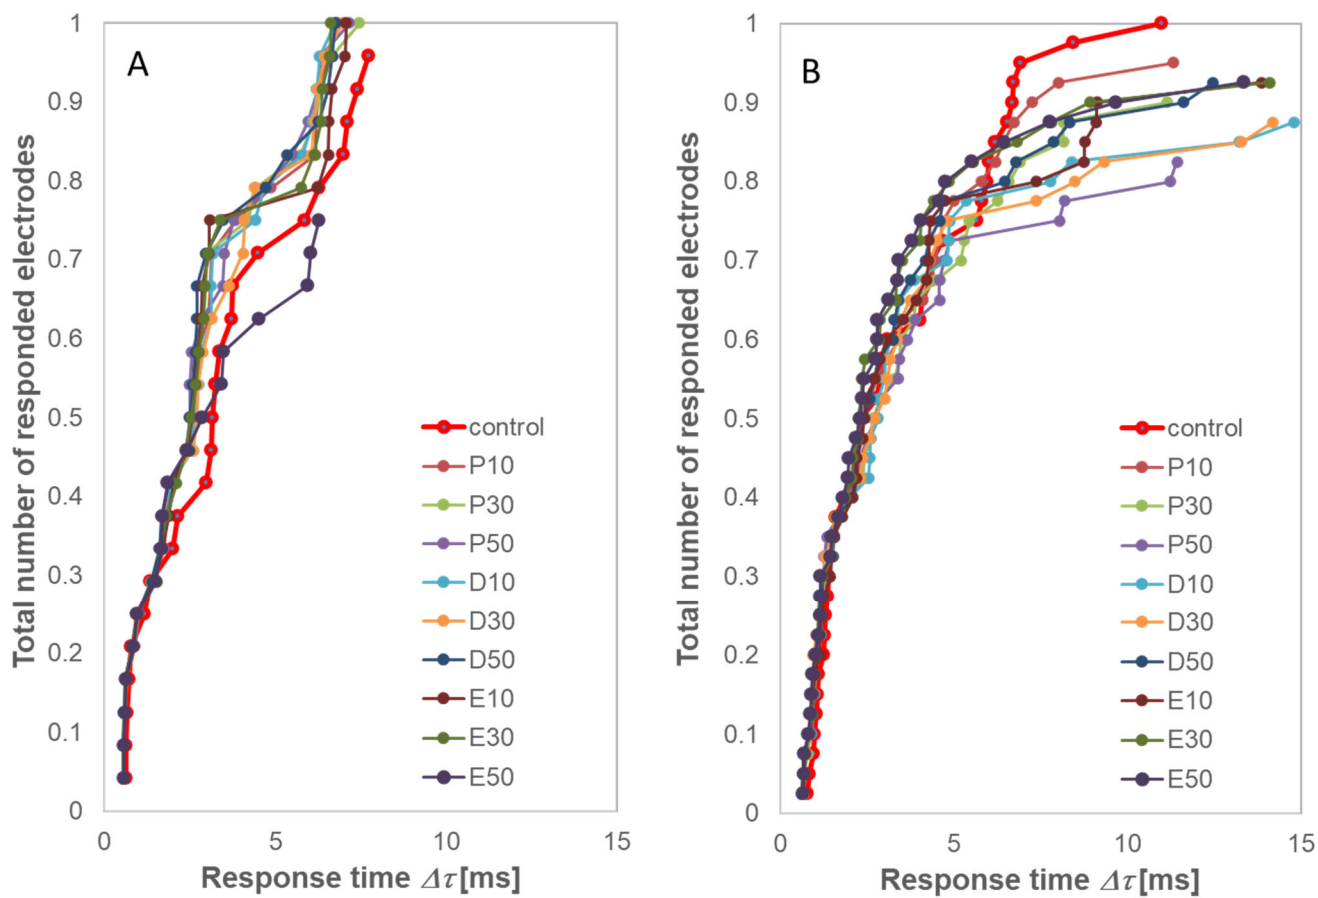 A
Total number of responded electrodes
1
0.9
0.8
0.7
0.6
0.5
0.4
0.3
0.2
0.1
0
0
5
10
15
Response time Δτ [ms]
control
P10
P30
P50
D10
D30
D50
E10
E30
E50
B
Total number of responded electrodes
1
0.9
0.8
0.7
0.6
0.5
0.4
0.3
0.2
0.1
0
0
5
10
15
Response time Δτ [ms]
control
P10
P30
P50
D10
D30
D50
E10
E30
E50